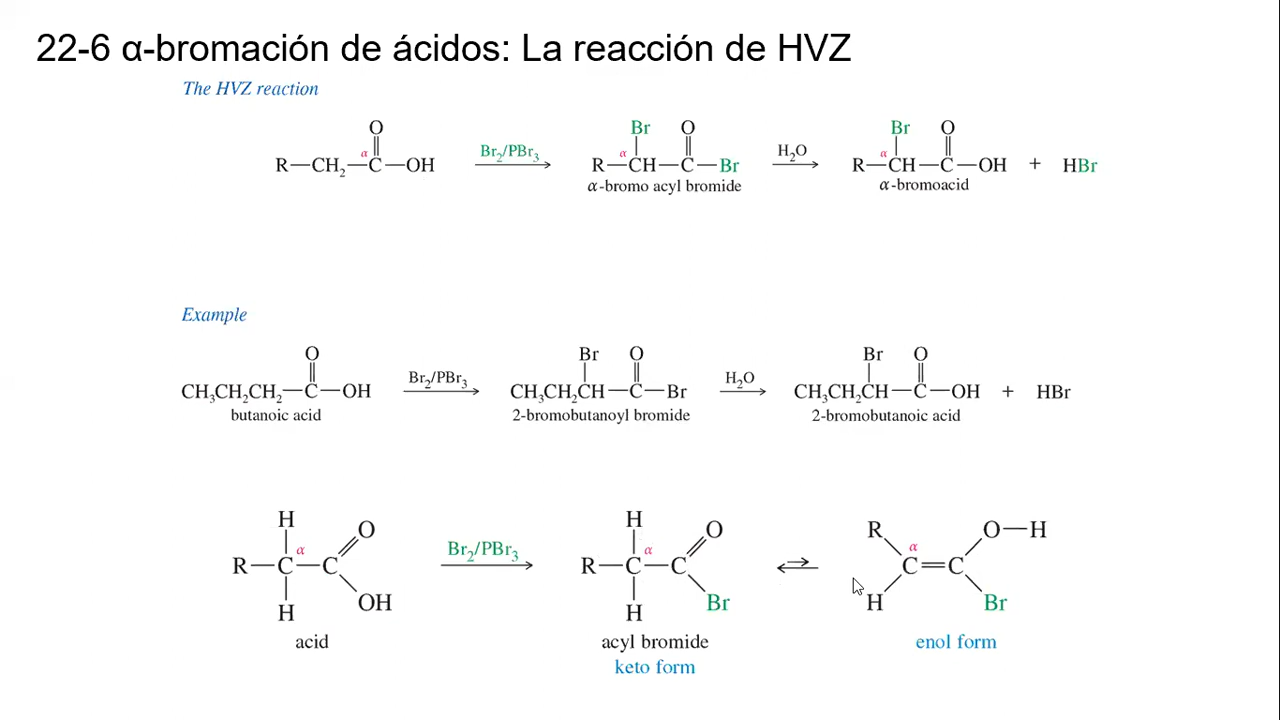 22-6 α-bromación de ácidos: La reacción de HVZ
The HVZ reaction
O Br O Br O
R—CH₂—C—OH α Br₂/PBr₃ R—CH—C—Br α H₂O R—CH—C—OH α + HBr
α-bromo acyl bromide α-bromoacid
Example
O Br O Br O
CH₃CH₂CH₂—C—OH Br₂/PBr₃ CH₃CH₂CH—C—Br H₂O CH₃CH₂CH—C—OH + HBr
butanoic acid 2-bromobutanoyl bromide 2-bromobutanoic acid
H O H O R O—H
R—C—C α Br₂/PBr₃ R—C—C α C=C α
H OH H Br H Br
acid acyl bromide enol form
keto form